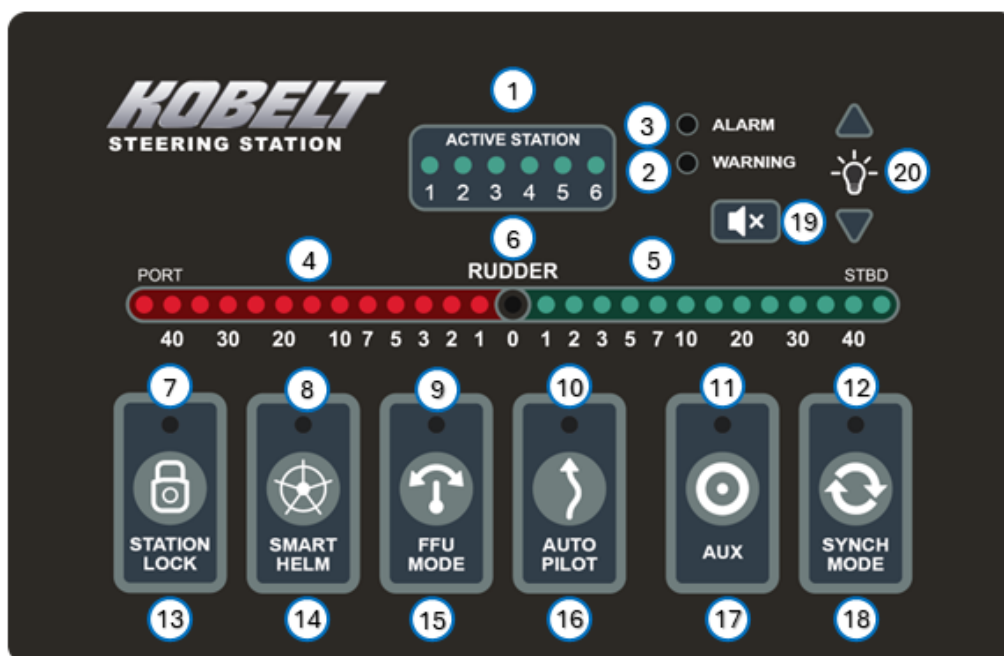 KOBELT
STEERING STATION
1
ACTIVE STATION
1 2 3 4 5 6
3 ALARM
2 WARNING
20
19
4 6 5
PORT RUDDER STBD
40 30 20 10 7 5 3 2 1 0 1 2 3 5 7 10 20 30 40
7 8 9 10 11 12
STATION LOCK
SMART HELM
FFU MODE
AUTO PILOT
AUX
SYNCH MODE
13 14 15 16 17 18